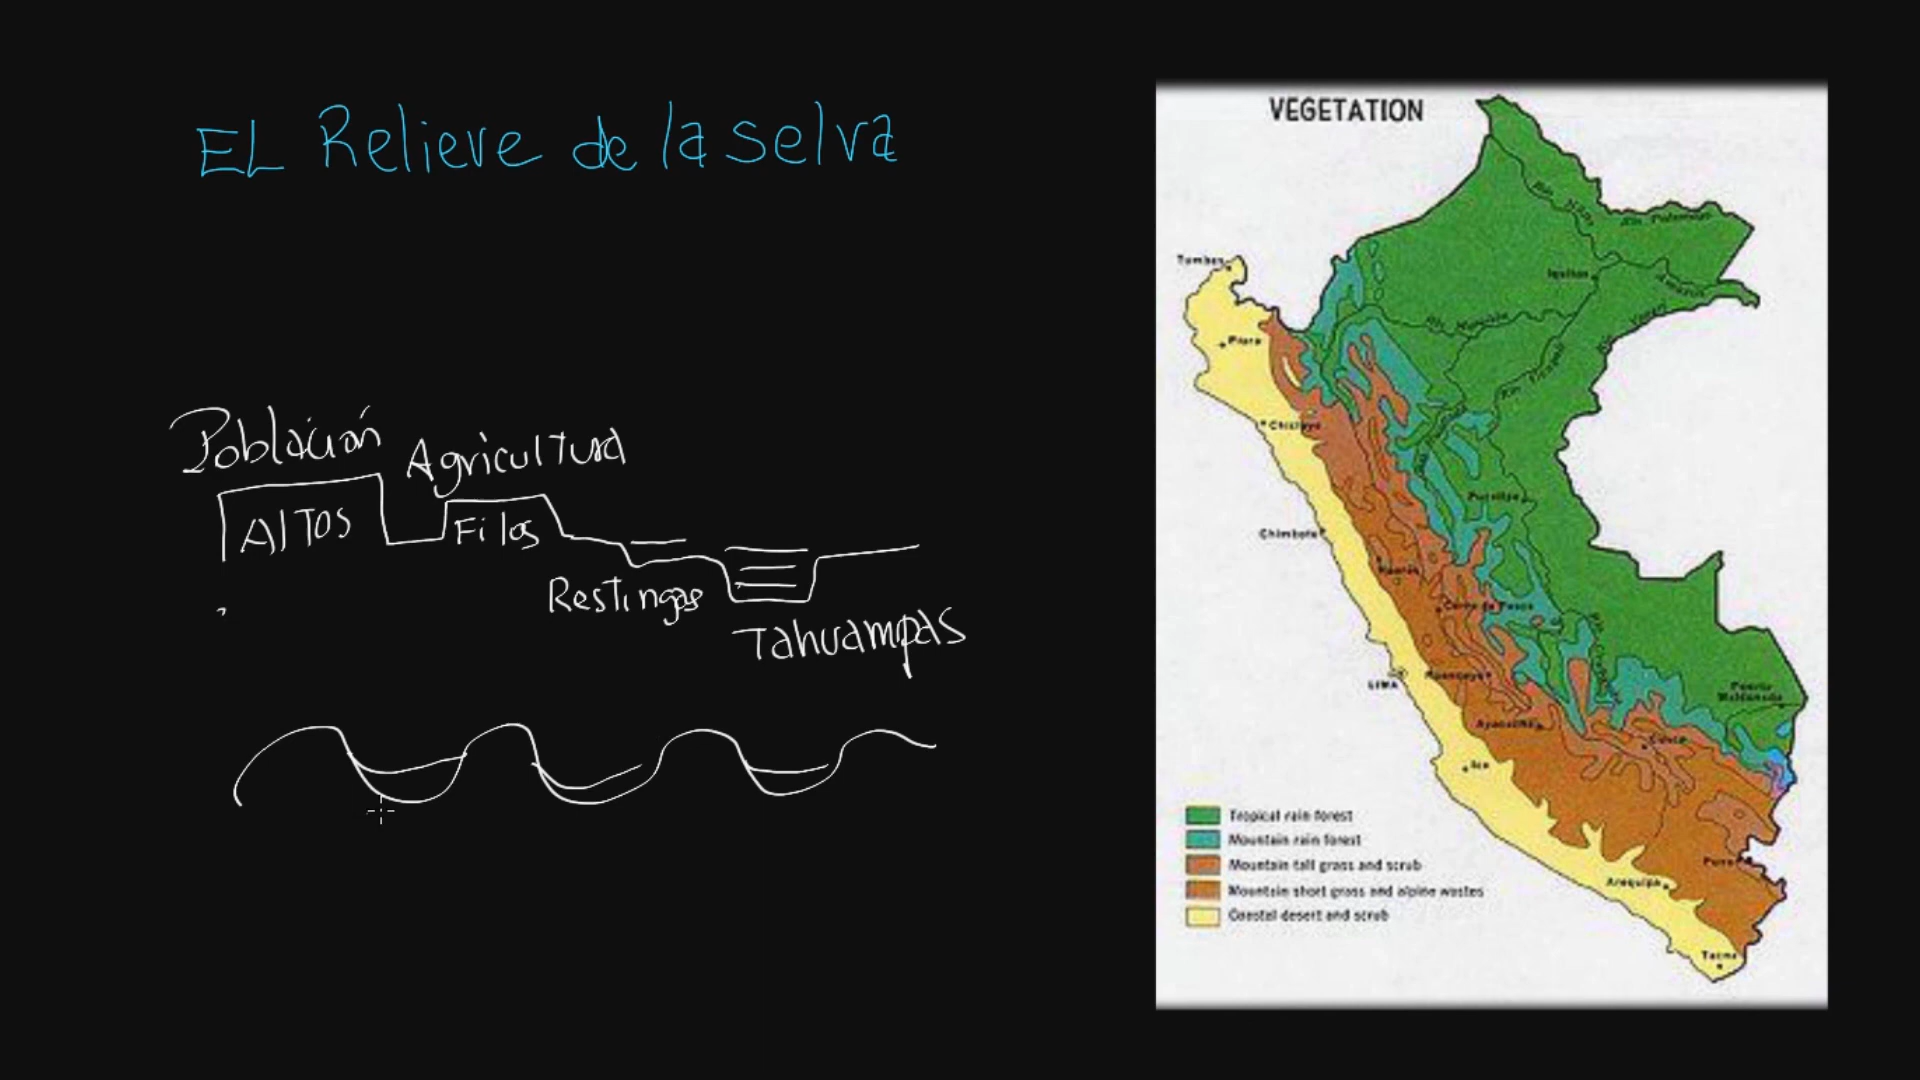 EL Relieve de la selva
Población
Agricultura
AlTos
Filos
Restingas
Tahuampas
VEGETATION
Tumbes
Piura
Chiclayo
Chimbote
Huaraz
Cerro de Pasco
LIMA
Huancayo
Ayacucho
Cusco
Ica
Iquitos
Pucallpa
Puerto
Maldonado
Puno
Arequipa
Tacna
Tropical rain forest
Mountain rain forest
Mountain tall grass and scrub
Mountain short grass and alpine wastes
Coastal desert and scrub